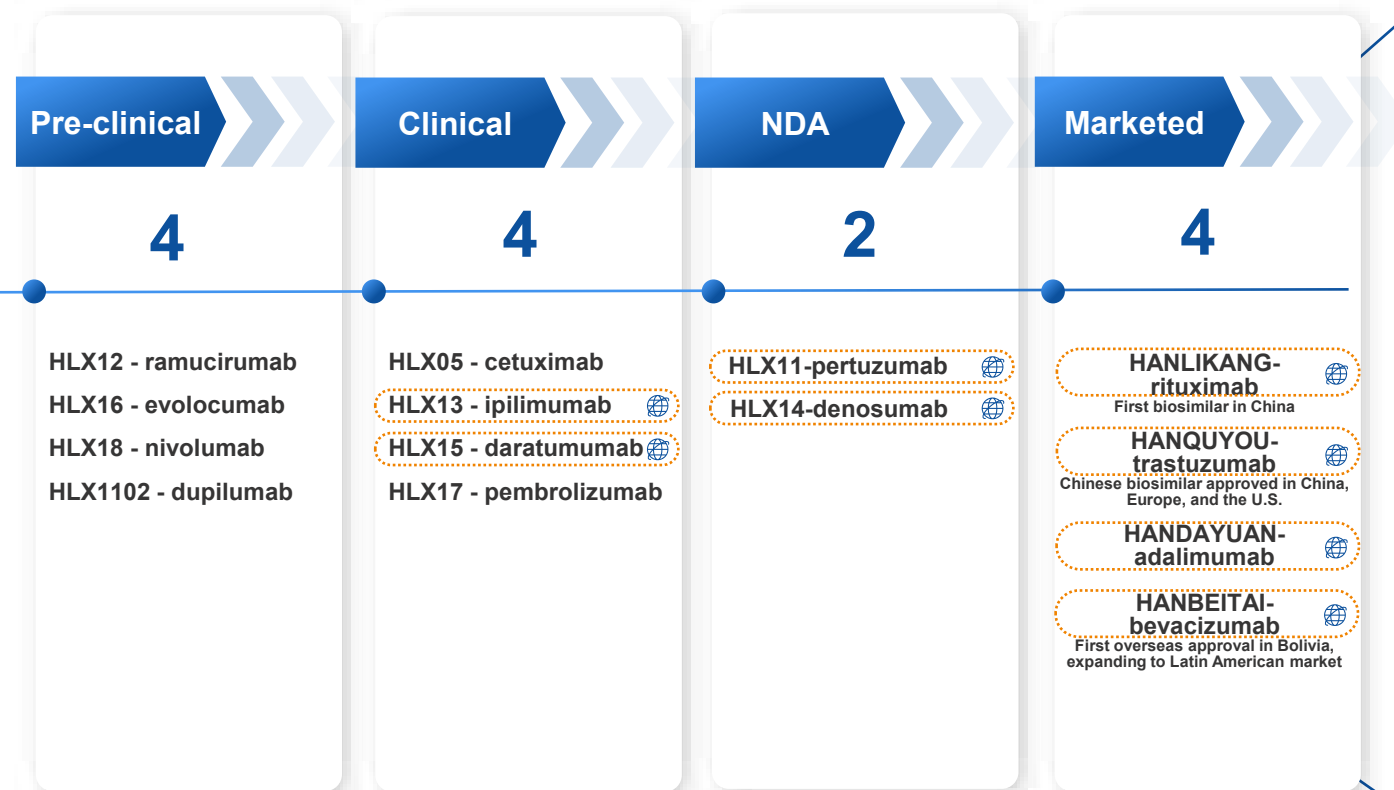 Pre-clinical
4
HLX12 - ramucirumab
HLX16 - evolocumab
HLX18 - nivolumab
HLX1102 - dupilumab
Clinical
4
HLX05 - cetuximab
HLX13 - ipilimumab
HLX15 - daratumumab
HLX17 - pembrolizumab
NDA
2
HLX11-pertuzumab
HLX14-denosumab
Marketed
4
HANLIKANG-
rituximab
First biosimilar in China
HANQUYOU-
trastuzumab
Chinese biosimilar approved in China,
Europe, and the U.S.
HANDAYUAN-
adalimumab
HANBEITAI-
bevacizumab
First overseas approval in Bolivia,
expanding to Latin American market